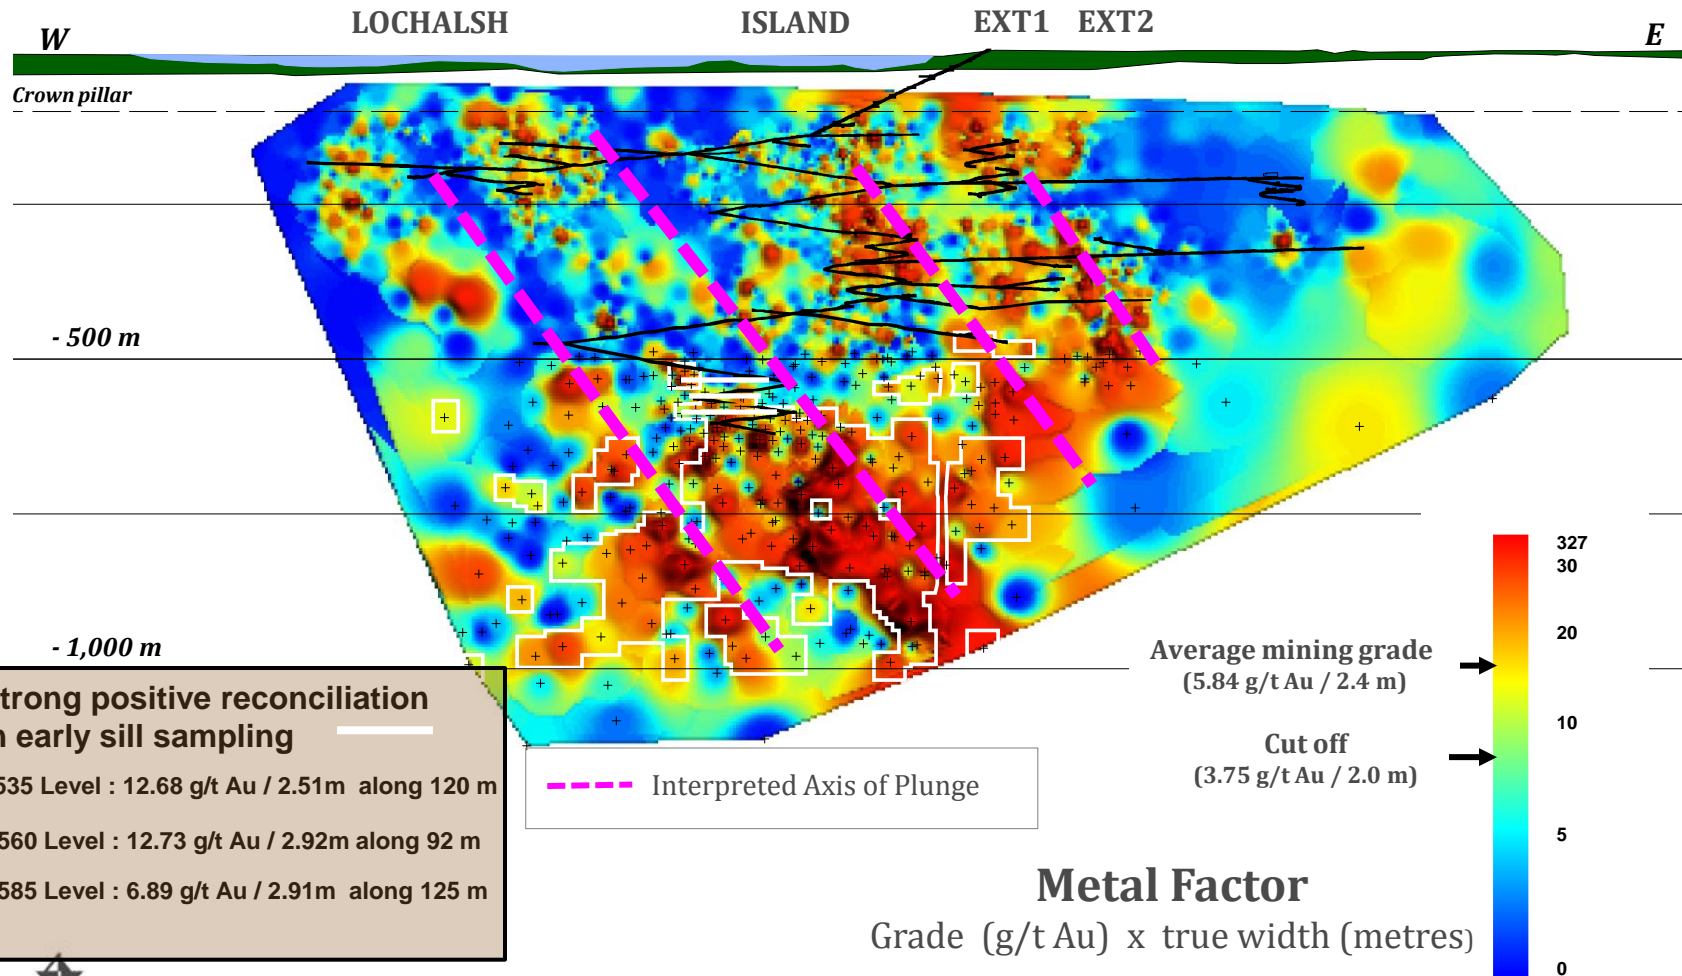 LOCHALSH ISLAND EXT1 EXT2
W E
Crown pillar
- 500 m
- 1,000 m
trong positive reconciliation
early sill sampling
535 Level : 12.68 g/t Au / 2.51m along 120 m
560 Level : 12.73 g/t Au / 2.92m along 92 m
585 Level : 6.89 g/t Au / 2.91m along 125 m
Interpreted Axis of Plunge
Average mining grade
(5.84 g/t Au / 2.4 m)
Cut off
(3.75 g/t Au / 2.0 m)
327
30
20
10
5
0
Metal Factor
Grade (g/t Au) x true width (metres)